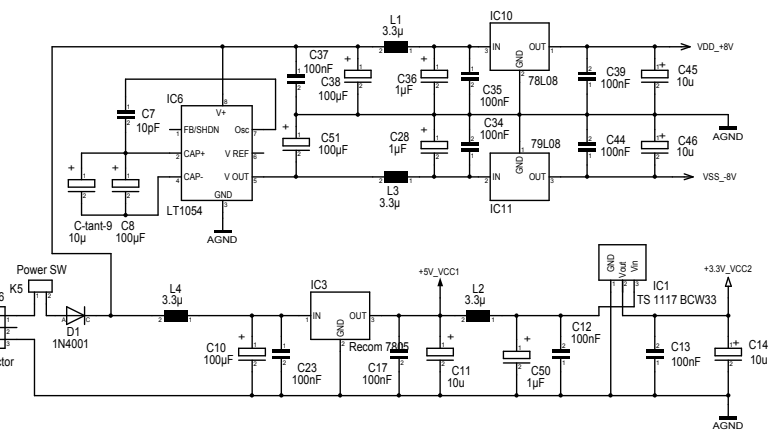 L1
3.3µ
IC10
IN
OUT
GND
78L08
VDD_+8V
C37
100nF
C38
100µF
C36
1µF
C35
100nF
C39
100nF
C45
10u
IC6
C7
10pF
V+
FB/SHDN
Osc
CAP+
V REF
CAP-
V OUT
GND
LT1054
AGND
C-tant-9
10µ
C8
100µF
C51
100µF
C28
1µF
C34
100nF
79L08
GND
IN
OUT
IC11
C44
100nF
C46
10u
AGND
VSS_-8V
L3
3.3µ
Power SW
K5
6
D1
1N4001
ctor
L4
3.3µ
IC3
IN
OUT
GND
Recom 7805
+5V_VCC1
L2
3.3µ
GND
Vout
Vin
IC1
TS 1117 BCW33
+3.3V_VCC2
C10
100µF
C23
100nF
C17
100nF
C11
10u
C50
1µF
C12
100nF
C13
100nF
C14
10u
AGND